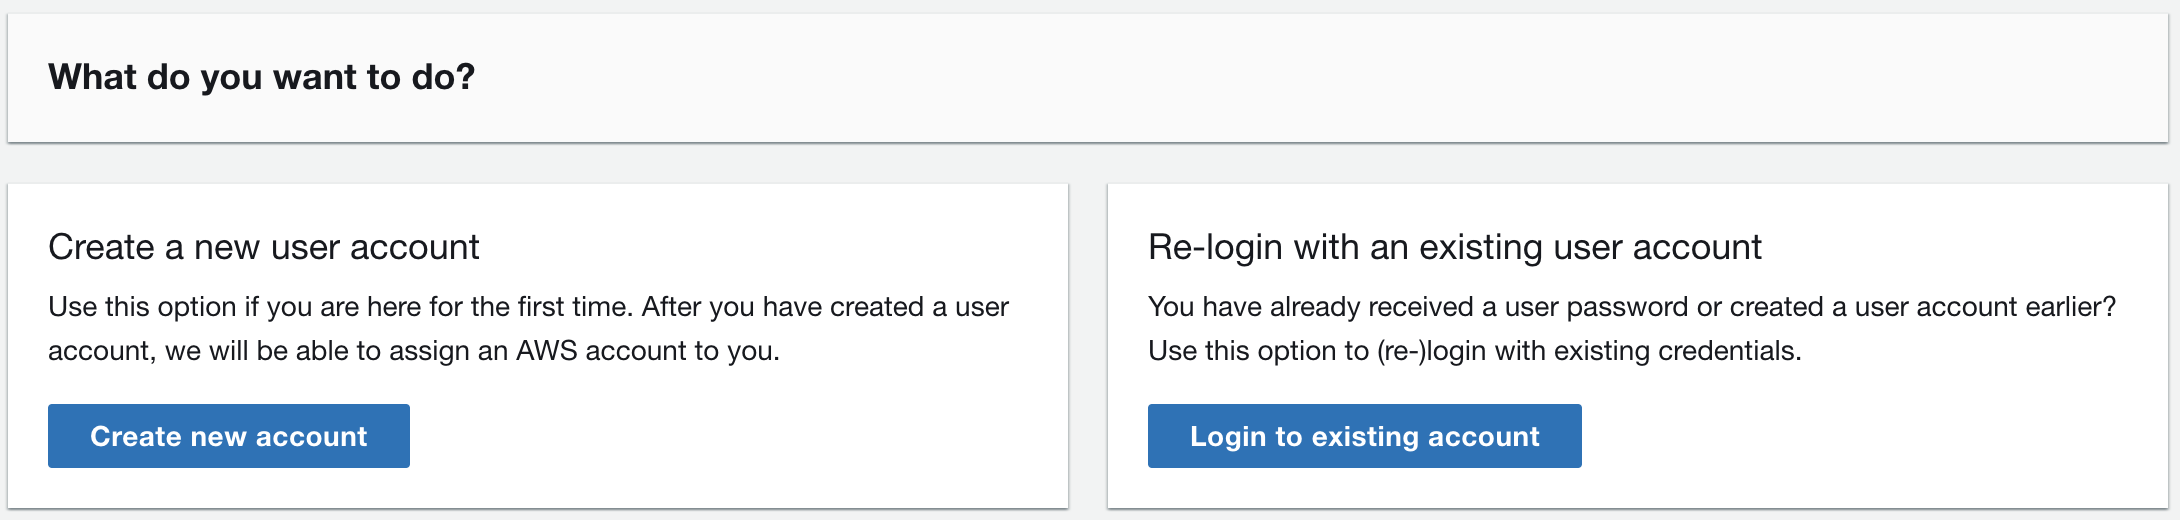 What do you want to do?
Create a new user account
Use this option if you are here for the first time. After you have created a user
account, we will be able to assign an AWS account to you.
Create new account
Re-login with an existing user account
You have already received a user password or created a user account earlier?
Use this option to (re-)login with existing credentials.
Login to existing account